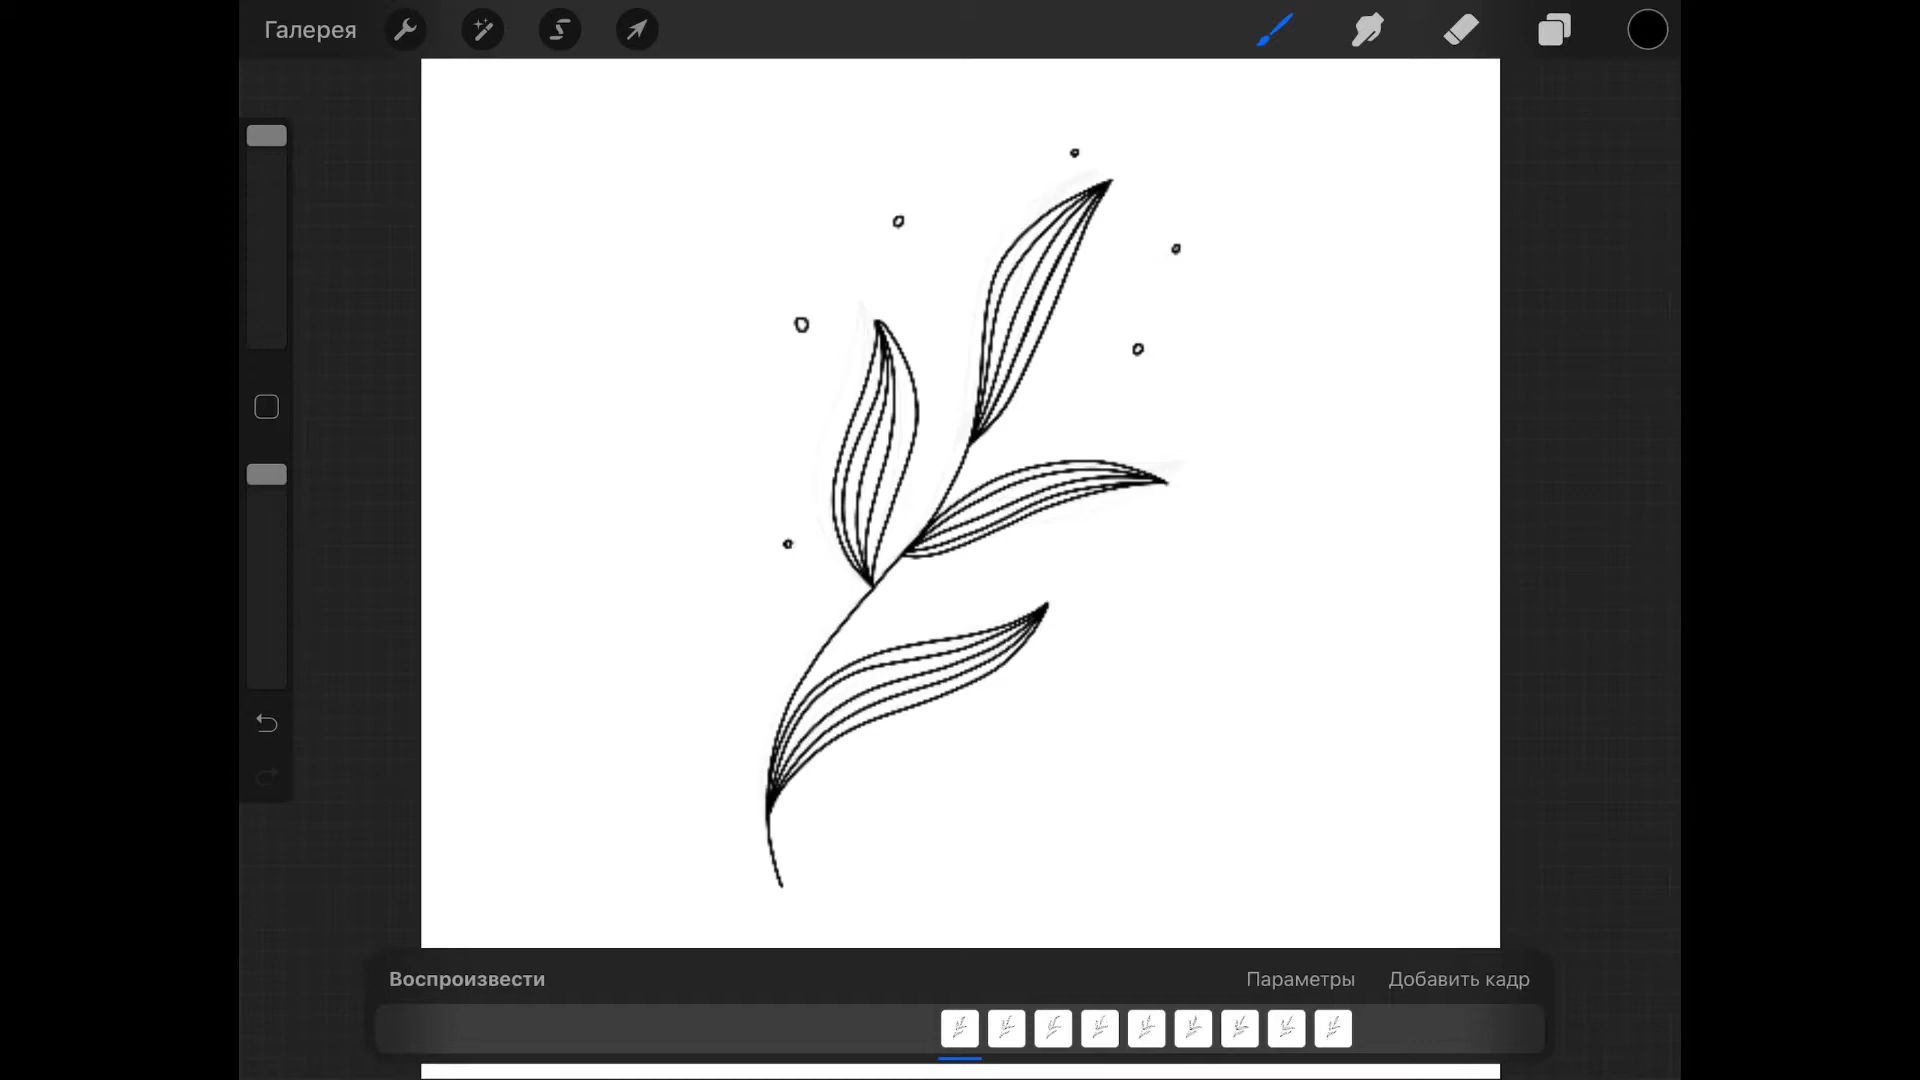 Галерея
Воспроизвести
Параметры
Добавить кадр